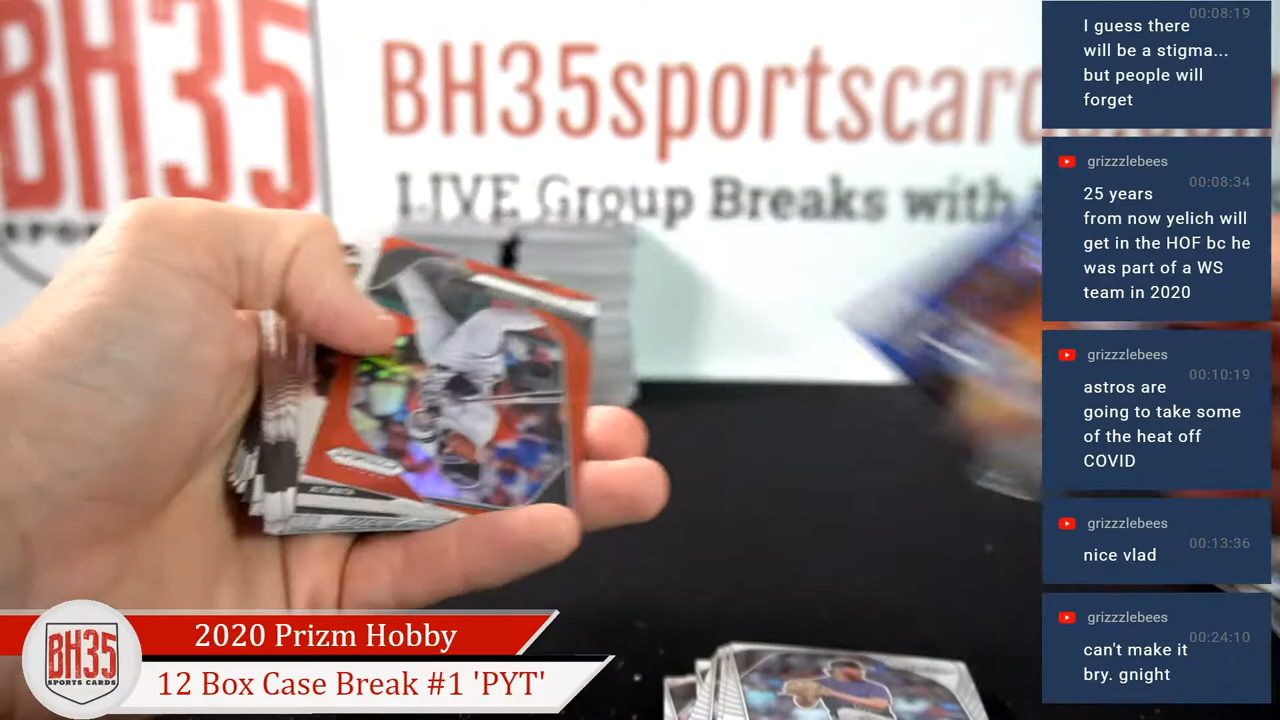 BH35
BH35sportscard
LIVE Group Breaks with
PRIZM
ATLANTA
BH35
SPORTS CARDS
2020 Prizm Hobby
12 Box Case Break #1 'PYT'
00:08:19
I guess there
will be a stigma...
but people will
forget
grizzzlebees
00:08:34
25 years
from now yelich will
get in the HOF bc he
was part of a WS
team in 2020
grizzzlebees
00:10:19
astros are
going to take some
of the heat off
COVID
grizzzlebees
00:13:36
nice vlad
grizzzlebees
00:24:10
can't make it
bry. gnight